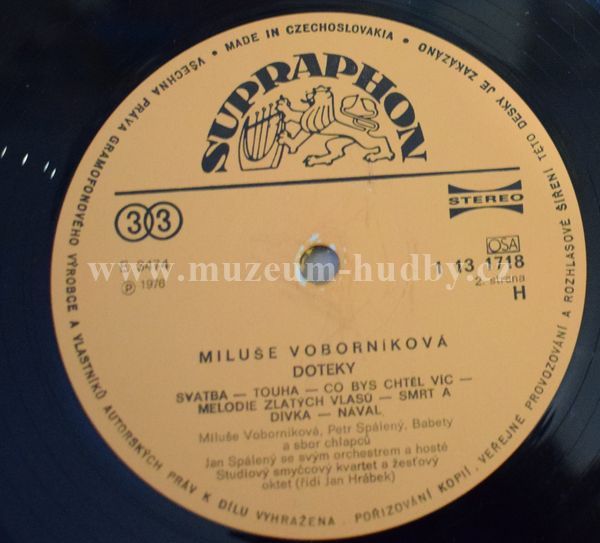 VŠECHNA PRÁVA GRAMOFONOVÉHO VÝROBCE A VLASTNÍKŮ AUTORSKÝCH PRÁV K DÍLU VYHRAŽENA. POŘIZOVÁNÍ KOPIÍ, VEŘEJNÉ PROVOZOVÁNÍ A ROZHLASOVÉ ŠÍŘENÍ TÉTO DESKY JE ZAKÁZÁNO • MADE IN CZECHOSLOVAKIA •
SUPRAPHON
33
STEREO
OSA
www.muzeum-hudby.cz
1 13 1718
℗ 1976
2. strana
H
MILUŠE VOBORNÍKOVÁ
DOTEKY
SVATBA — TOUHA — CO BYS CHTĚL VÍC —
MELODIE ZLATÝCH VLASŮ — SMRT A
DÍVKA — NÁVAL
Miluše Voborníková, Petr Spálený, Babety
a sbor chlapců
Jan Spálený se svým orchestrem a hosté
Studiový smyčcový kvartet a žesťový
oktet (řídí Jan Hrábek)